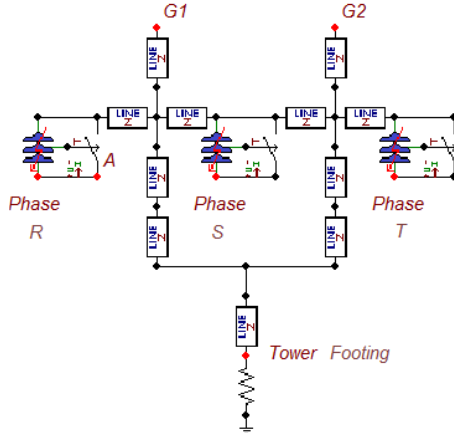 G1 G2
LINE Z LINE Z
LINE Z LINE Z LINE Z LINE Z
T A T T
Phase Phase Phase
R S T
LINE Z LINE Z
LINE Z LINE Z
LINE Z
Tower Footing